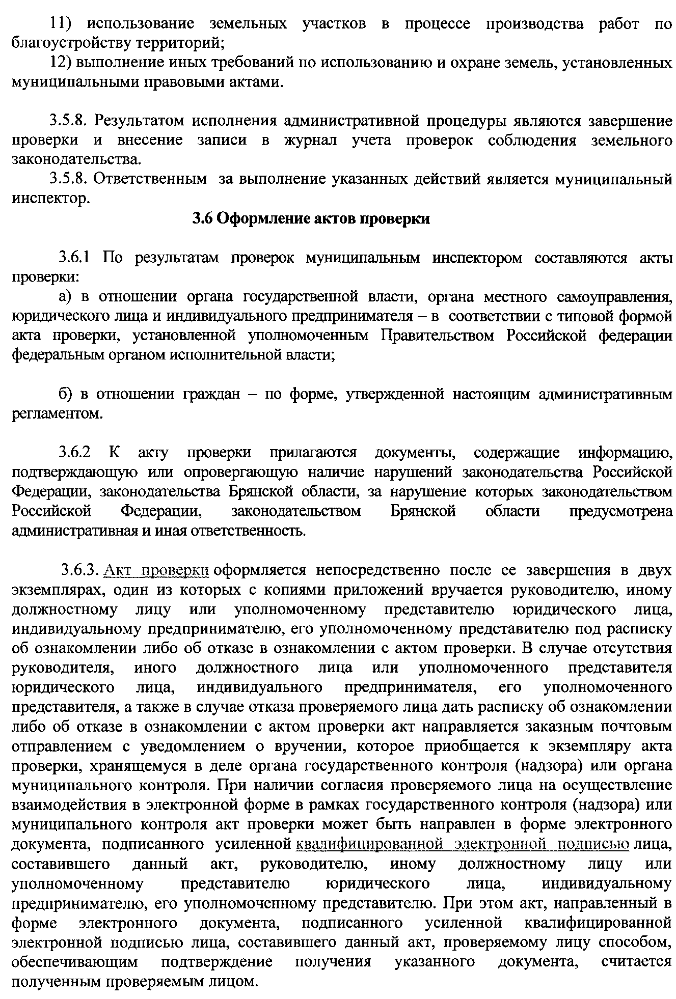 11) использование земельных участков в процессе производства работ по
благоустройству территорий;
12) выполнение иных требований по использованию и охране земель, установленных
муниципальными правовыми актами.
3.5.8. Результатом исполнения административной процедуры являются завершение
проверки и внесение записи в журнал учета проверок соблюдения земельного
законодательства.
3.5.8. Ответственным за выполнение указанных действий является муниципальный
инспектор.
3.6 Оформление актов проверки
3.6.1 По результатам проверок муниципальным инспектором составляются акты
проверки:
а) в отношении органа государственной власти, органа местного самоуправления,
юридического лица и индивидуального предпринимателя – в соответствии с типовой формой
акта проверки, установленной уполномоченным Правительством Российской федерации
федеральным органом исполнительной власти;
б) в отношении граждан – по форме, утвержденной настоящим административным
регламентом.
3.6.2 К акту проверки прилагаются документы, содержащие информацию,
подтверждающую или опровергающую наличие нарушений законодательства Российской
Федерации, законодательства Брянской области, за нарушение которых законодательством
Российской Федерации, законодательством Брянской области предусмотрена
административная и иная ответственность.
3.6.3. Акт проверки оформляется непосредственно после ее завершения в двух
экземплярах, один из которых с копиями приложений вручается руководителю, иному
должностному лицу или уполномоченному представителю юридического лица,
индивидуальному предпринимателю, его уполномоченному представителю под расписку
об ознакомлении либо об отказе в ознакомлении с актом проверки. В случае отсутствия
руководителя, иного должностного лица или уполномоченного представителя
юридического лица, индивидуального предпринимателя, его уполномоченного
представителя, а также в случае отказа проверяемого лица дать расписку об ознакомлении
либо об отказе в ознакомлении с актом проверки акт направляется заказным почтовым
отправлением с уведомлением о вручении, которое приобщается к экземпляру акта
проверки, хранящемуся в деле органа государственного контроля (надзора) или органа
муниципального контроля. При наличии согласия проверяемого лица на осуществление
взаимодействия в электронной форме в рамках государственного контроля (надзора) или
муниципального контроля акт проверки может быть направлен в форме электронного
документа, подписанного усиленной квалифицированной электронной подписью лица,
составившего данный акт, руководителю, иному должностному лицу или
уполномоченному представителю юридического лица, индивидуальному
предпринимателю, его уполномоченному представителю. При этом акт, направленный в
форме электронного документа, подписанного усиленной квалифицированной
электронной подписью лица, составившего данный акт, проверяемому лицу способом,
обеспечивающим подтверждение получения указанного документа, считается
полученным проверяемым лицом.